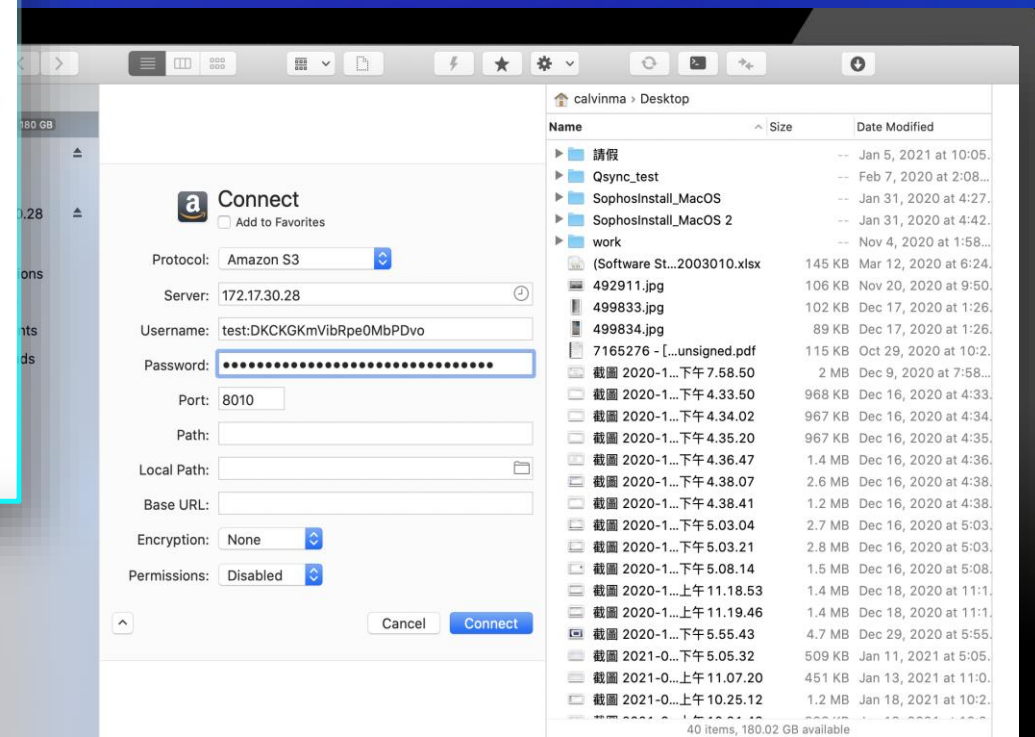 180 GB
.28
ons
nts
ds
Connect
Add to Favorites
Protocol: Amazon S3
Server: 172.17.30.28
Username: test:DKCKGKmVibRpe0MbPDvo
Password: ••••••••••••••••••••••••••••••••
Port: 8010
Path:
Local Path:
Base URL:
Encryption: None
Permissions: Disabled
Cancel Connect
calvinma › Desktop
Name Size Date Modified
請假 -- Jan 5, 2021 at 10:05.
Qsync_test -- Feb 7, 2020 at 2:08...
SophosInstall_MacOS -- Jan 31, 2020 at 4:27.
SophosInstall_MacOS 2 -- Jan 31, 2020 at 4:42.
work -- Nov 4, 2020 at 1:58...
(Software St...2003010.xlsx 145 KB Mar 12, 2020 at 6:24.
492911.jpg 106 KB Nov 20, 2020 at 9:50.
499833.jpg 102 KB Dec 17, 2020 at 1:26.
499834.jpg 89 KB Dec 17, 2020 at 1:26.
7165276 - [...unsigned.pdf 115 KB Oct 29, 2020 at 10:2.
截圖 2020-1...下午 7.58.50 2 MB Dec 9, 2020 at 7:58...
截圖 2020-1...下午 4.33.50 968 KB Dec 16, 2020 at 4:33.
截圖 2020-1...下午 4.34.02 967 KB Dec 16, 2020 at 4:34.
截圖 2020-1...下午 4.35.20 967 KB Dec 16, 2020 at 4:35.
截圖 2020-1...下午 4.36.47 1.4 MB Dec 16, 2020 at 4:36.
截圖 2020-1...下午 4.38.07 2.6 MB Dec 16, 2020 at 4:38.
截圖 2020-1...下午 4.38.41 1.2 MB Dec 16, 2020 at 4:38.
截圖 2020-1...下午 5.03.04 2.7 MB Dec 16, 2020 at 5:03.
截圖 2020-1...下午 5.03.21 2.8 MB Dec 16, 2020 at 5:03.
截圖 2020-1...下午 5.08.14 1.5 MB Dec 16, 2020 at 5:08.
截圖 2020-1...上午 11.18.53 1.4 MB Dec 18, 2020 at 11:1.
截圖 2020-1...上午 11.19.46 1.4 MB Dec 18, 2020 at 11:1.
截圖 2020-1...下午 5.55.43 4.7 MB Dec 29, 2020 at 5:55.
截圖 2021-0...下午 5.05.32 509 KB Jan 11, 2021 at 5:05.
截圖 2021-0...上午 11.07.20 451 KB Jan 13, 2021 at 11:0.
截圖 2021-0...上午 10.25.12 1.2 MB Jan 18, 2021 at 10:2.
40 items, 180.02 GB available